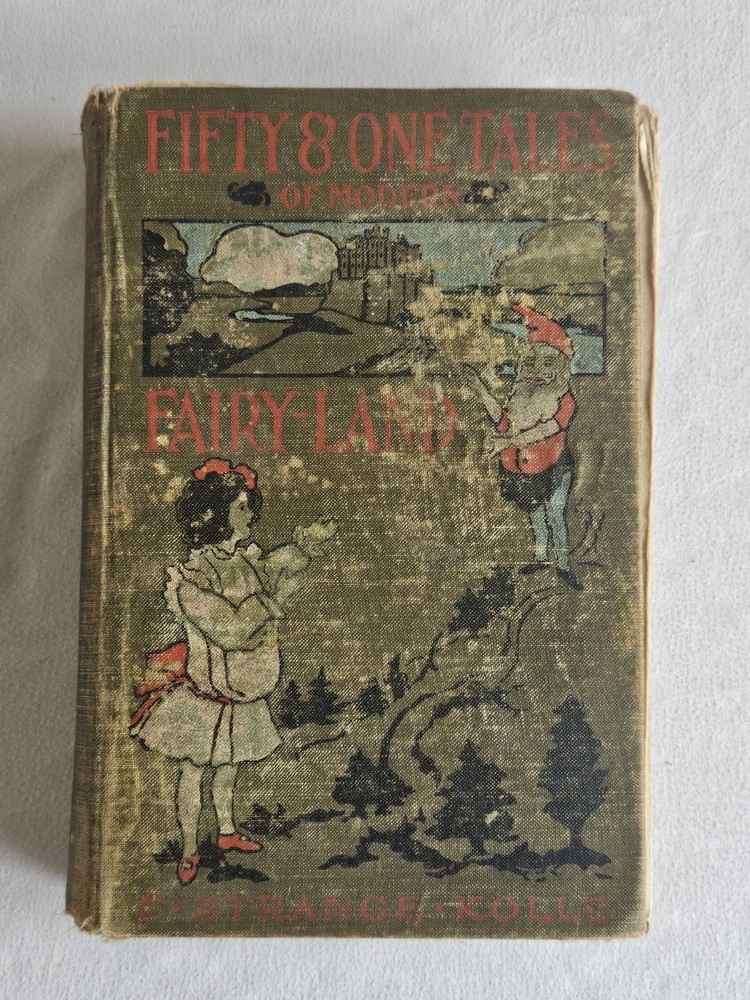 FIFTY & ONE TALES
OF MODERN
FAIRY-LAND
F · STRANGE · KOLLE